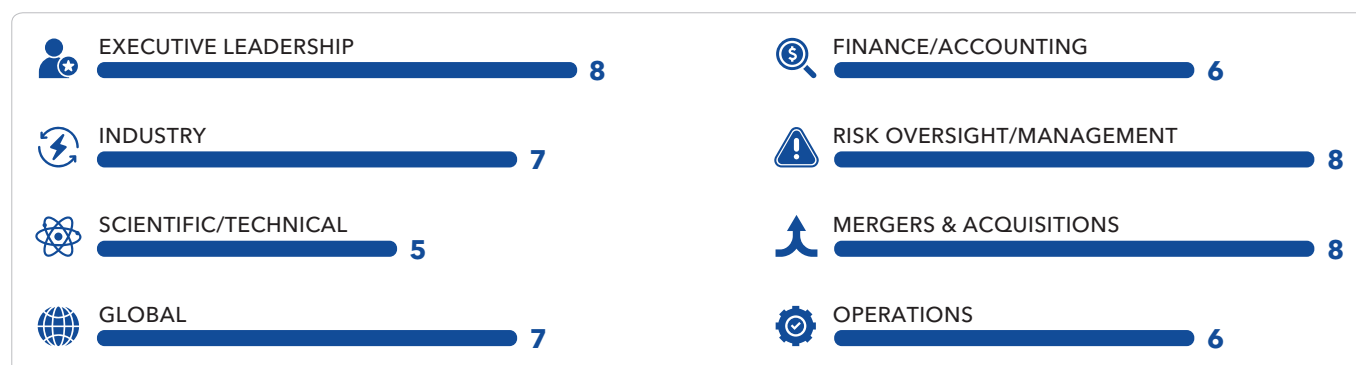 EXECUTIVE LEADERSHIP
8
INDUSTRY
7
SCIENTIFIC/TECHNICAL
5
GLOBAL
7
$
FINANCE/ACCOUNTING
6
!
RISK OVERSIGHT/MANAGEMENT
8
MERGERS & ACQUISITIONS
8
OPERATIONS
6